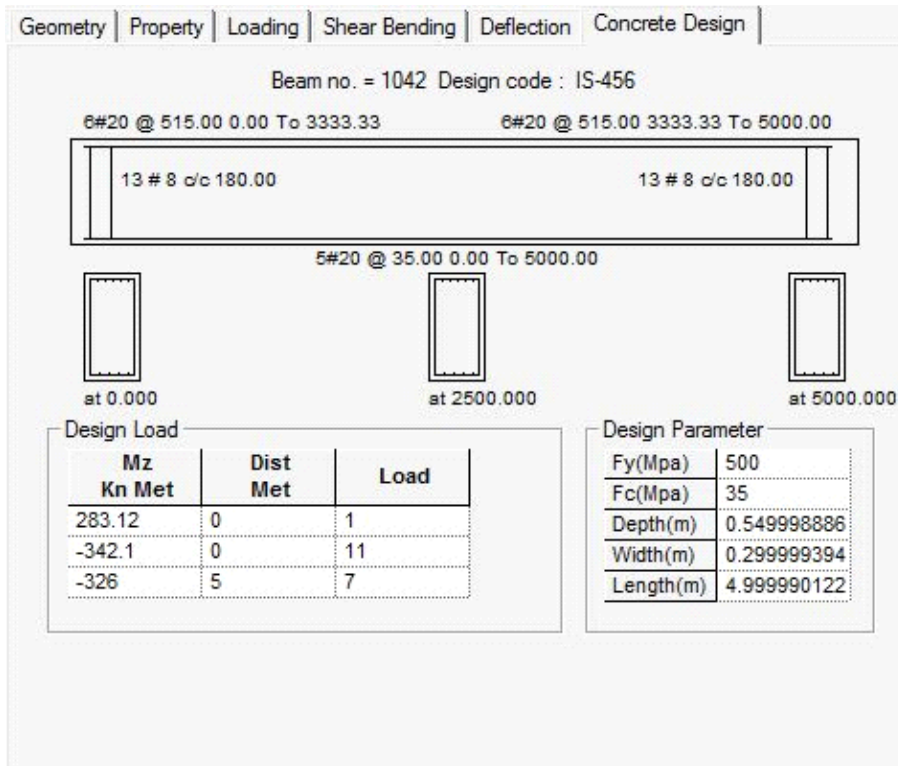 Geometry Property Loading Shear Bending Deflection Concrete Design
Beam no. = 1042 Design code : IS-456
6#20 @ 515.00 0.00 To 3333.33 6#20 @ 515.00 3333.33 To 5000.00
13 # 8 c/c 180.00 13 # 8 c/c 180.00
5#20 @ 35.00 0.00 To 5000.00
at 0.000 at 2500.000 at 5000.000
Design Load
Mz Kn Met Dist Met Load
283.12 0 1
-342.1 0 11
-326 5 7
Design Parameter
Fy(Mpa) 500
Fc(Mpa) 35
Depth(m) 0.549998886
Width(m) 0.299999394
Length(m) 4.999990122